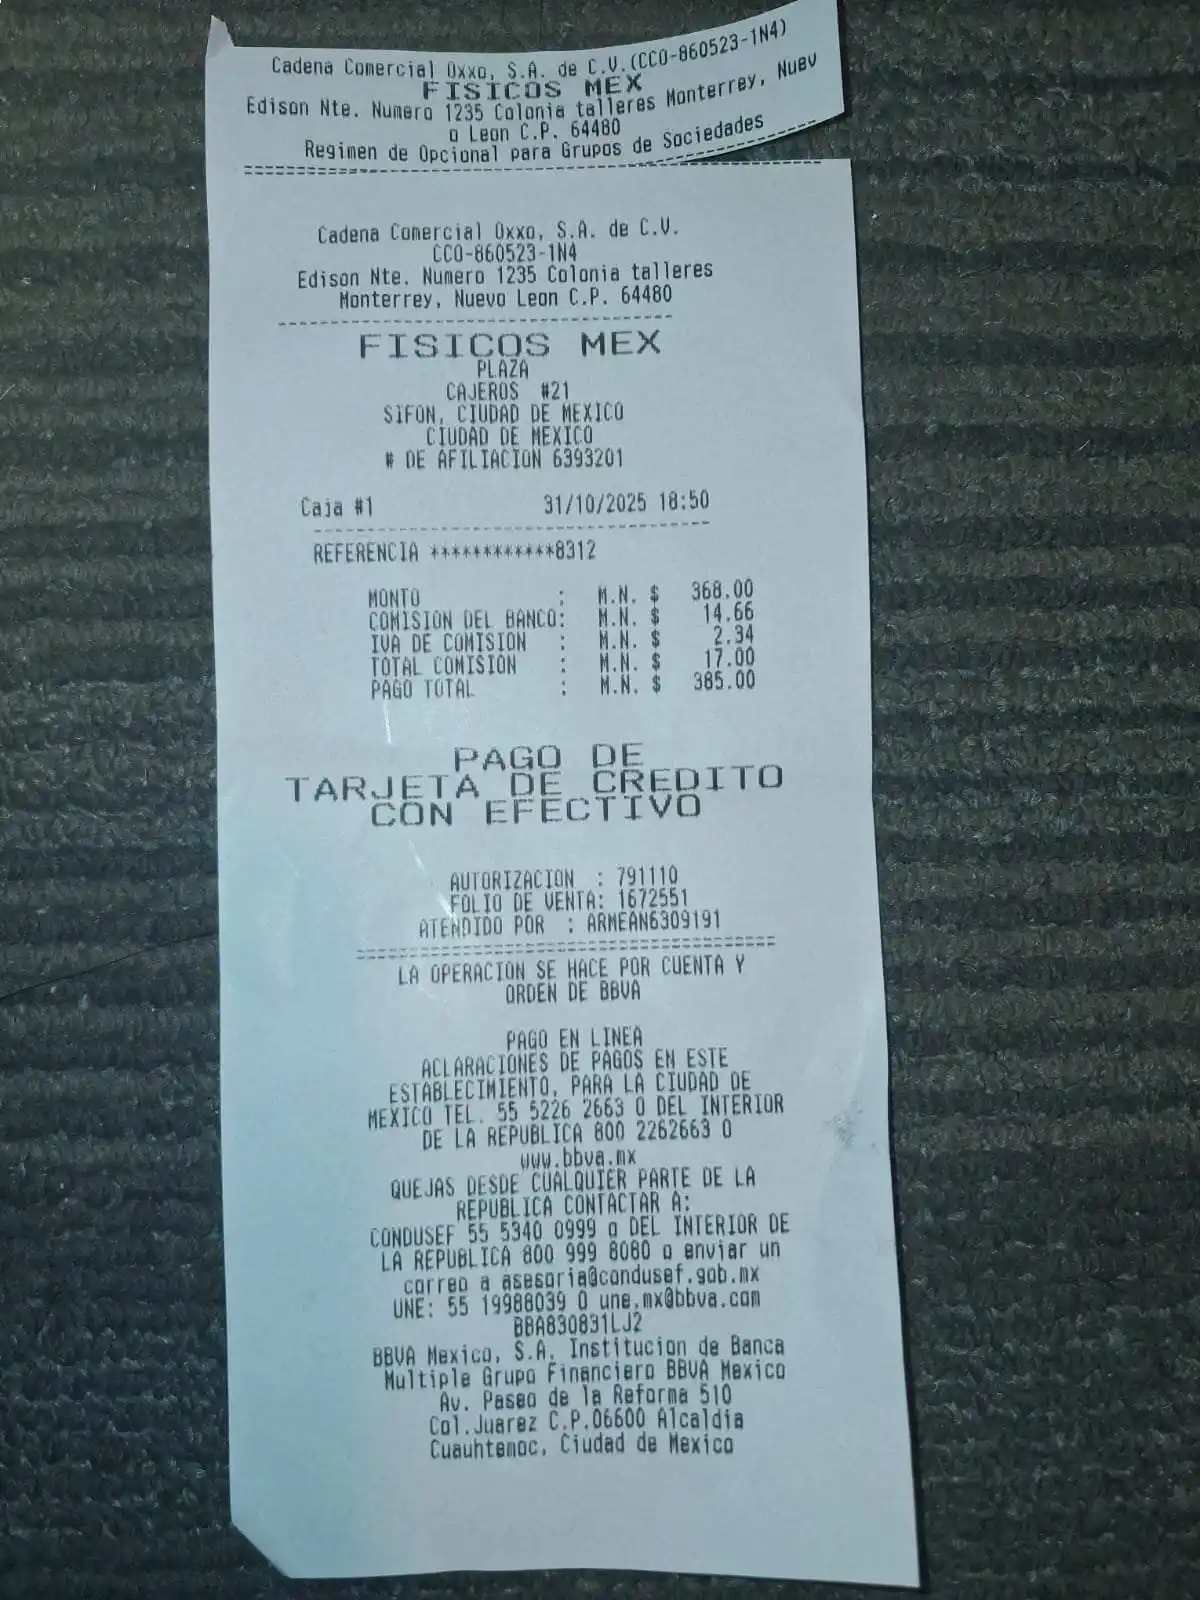 Cadena Comercial Oxxo, S.A. de C.V.(CCO-860523-1N4)
FISICOS MEX
Edison Nte. Numero 1235 Colonia talleres Monterrey, Nuev
o Leon C.P. 64480
Regimen de Opcional para Grupos de Sociedades
Cadena Comercial Oxxo, S.A. de C.V.
CCO-860523-1N4
Edison Nte. Numero 1235 Colonia talleres
Monterrey, Nuevo Leon C.P. 64480
FISICOS MEX
PLAZA
CAJEROS #21
SIFON, CIUDAD DE MEXICO
CIUDAD DE MEXICO
# DE AFILIACION 6393201
Caja #1 31/10/2025 18:50
REFERENCIA ************8312
MONTO : M.N. $ 368.00
COMISION DEL BANCO: M.N. $ 14.66
IVA DE COMISION : M.N. $ 2.34
TOTAL COMISION : M.N. $ 17.00
PAGO TOTAL : M.N. $ 385.00
PAGO DE
TARJETA DE CREDITO
CON EFECTIVO
AUTORIZACION : 791110
FOLIO DE VENTA: 1672551
ATENDIDO POR : ARMEAN6309191
LA OPERACION SE HACE POR CUENTA Y
ORDEN DE BBVA
PAGO EN LINEA
ACLARACIONES DE PAGOS EN ESTE
ESTABLECIMIENTO, PARA LA CIUDAD DE
MEXICO TEL. 55 5226 2663 O DEL INTERIOR
DE LA REPUBLICA 800 2262663 O
www.bbva.mx
QUEJAS DESDE CUALQUIER PARTE DE LA
REPUBLICA CONTACTAR A:
CONDUSEF 55 5340 0999 o DEL INTERIOR DE
LA REPUBLICA 800 999 8080 o enviar un
correo a asesoria@condusef.gob.mx
UNE: 55 19988039 O une.mx@bbva.com
BBA830831LJ2
BBVA Mexico, S.A. Institucion de Banca
Multiple Grupo Financiero BBVA Mexico
Av. Paseo de la Reforma 510
Col.Juarez C.P.06600 Alcaldia
Cuauhtemoc, Ciudad de Mexico